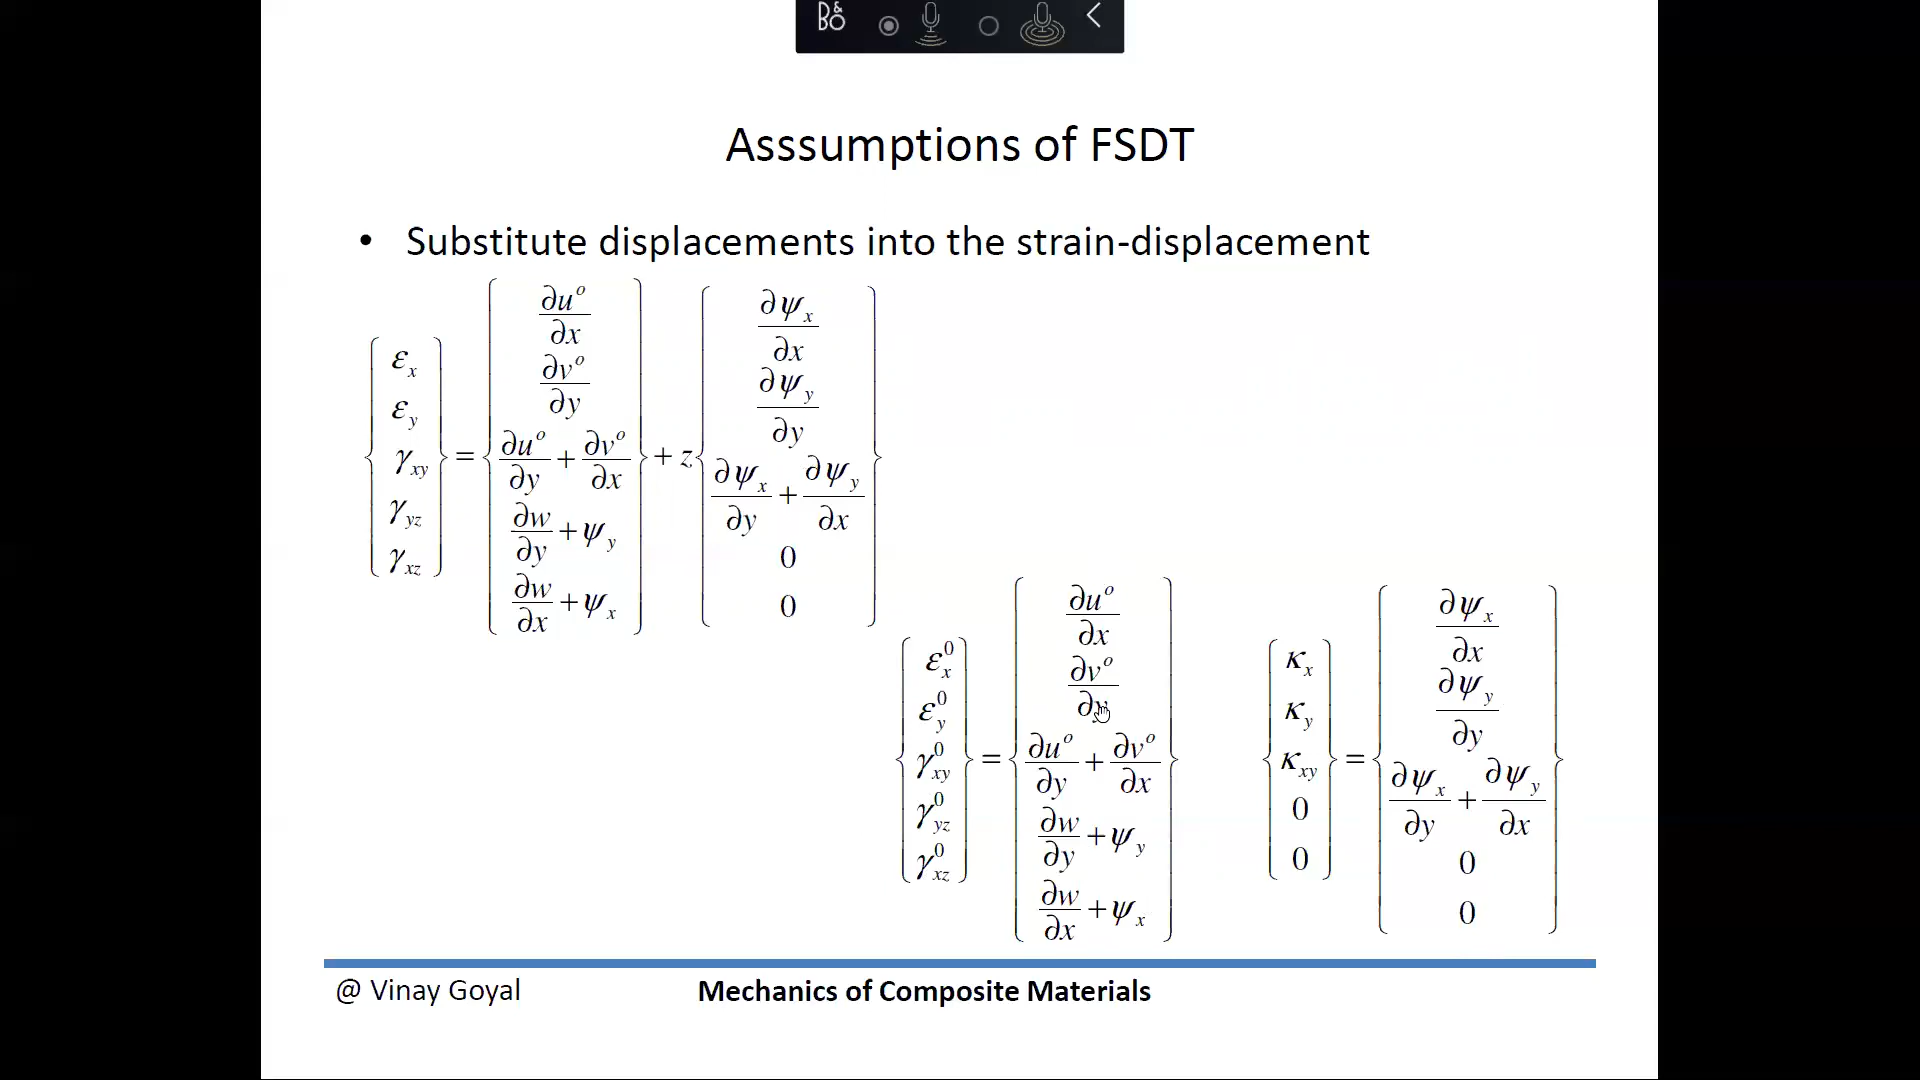 B&O
Asssumptions of FSDT
• Substitute displacements into the strain-displacement
{ε_x, ε_y, γ_xy, γ_yz, γ_xz} = {∂u^o/∂x, ∂v^o/∂y, ∂u^o/∂y + ∂v^o/∂x, ∂w/∂y + ψ_y, ∂w/∂x + ψ_x} + z {∂ψ_x/∂x, ∂ψ_y/∂y, ∂ψ_x/∂y + ∂ψ_y/∂x, 0, 0}
{ε_x^0, ε_y^0, γ_xy^0, γ_yz^0, γ_xz^0} = {∂u^o/∂x, ∂v^o/∂y, ∂u^o/∂y + ∂v^o/∂x, ∂w/∂y + ψ_y, ∂w/∂x + ψ_x}
{κ_x, κ_y, κ_xy, 0, 0} = {∂ψ_x/∂x, ∂ψ_y/∂y, ∂ψ_x/∂y + ∂ψ_y/∂x, 0, 0}
@ Vinay Goyal
Mechanics of Composite Materials